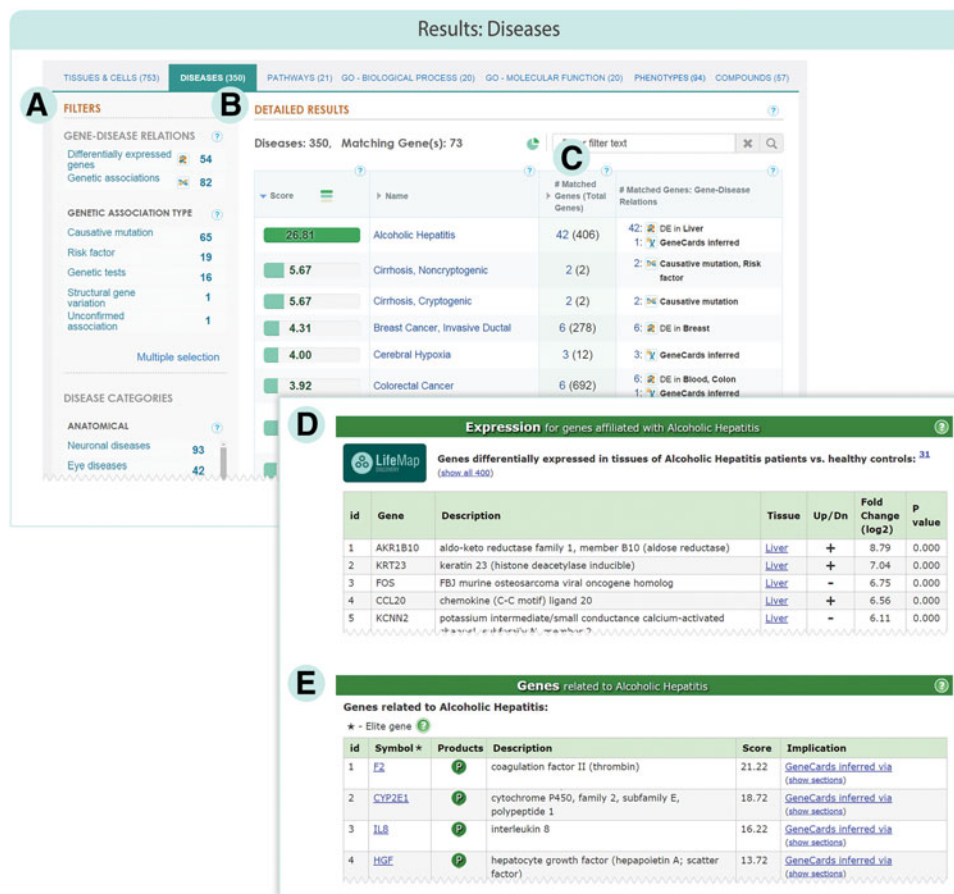 Results: Diseases
TISSUES & CELLS (753) DISEASES (350) PATHWAYS (21) GO - BIOLOGICAL PROCESS (20) GO - MOLECULAR FUNCTION (20) PHENOTYPES (94) COMPOUNDS (57)
A
FILTERS
GENE-DISEASE RELATIONS ?
Differentially expressed
genes 54
Genetic associations 82
GENETIC ASSOCIATION TYPE ?
Causative mutation 65
Risk factor 19
Genetic tests 16
Structural gene
variation 1
Unconfirmed
association 1
Multiple selection
DISEASE CATEGORIES
ANATOMICAL ?
Neuronal diseases 93
Eye diseases 42
B
DETAILED RESULTS ?
Diseases: 350, Matching Gene(s): 73
filter text
C
Score ? Name ? # Matched
Genes (Total
Genes) ? # Matched Genes: Gene-Disease
Relations ?
26.81 Alcoholic Hepatitis 42 (406) 42: DE in Liver
1: GeneCards inferred
5.67 Cirrhosis, Noncryptogenic 2 (2) 2: Causative mutation, Risk
factor
5.67 Cirrhosis, Cryptogenic 2 (2) 2: Causative mutation
4.31 Breast Cancer, Invasive Ductal 6 (278) 6: DE in Breast
4.00 Cerebral Hypoxia 3 (12) 3: GeneCards inferred
3.92 Colorectal Cancer 6 (692) 6: DE in Blood, Colon
1: GeneCards inferred
D
Expression for genes affiliated with Alcoholic Hepatitis ?
LifeMap
DISCOVERY
Genes differentially expressed in tissues of Alcoholic Hepatitis patients vs. healthy controls: 31
(show all 400)
id Gene Description Tissue Up/Dn Fold
Change
(log2) P
value
1 AKR1B10 aldo-keto reductase family 1, member B10 (aldose reductase) Liver + 8.79 0.000
2 KRT23 keratin 23 (histone deacetylase inducible) Liver + 7.04 0.000
3 FOS FBJ murine osteosarcoma viral oncogene homolog Liver - 6.75 0.000
4 CCL20 chemokine (C-C motif) ligand 20 Liver + 6.56 0.000
5 KCNN2 potassium intermediate/small conductance calcium-activated
channel, subfamily N, member 2 Liver - 6.11 0.000
E
Genes related to Alcoholic Hepatitis ?
Genes related to Alcoholic Hepatitis:
★ - Elite gene ?
id Symbol ★ Products Description Score Implication
1 F2 P coagulation factor II (thrombin) 21.22 GeneCards inferred via
(show sections)
2 CYP2E1 P cytochrome P450, family 2, subfamily E,
polypeptide 1 18.72 GeneCards inferred via
(show sections)
3 IL8 P interleukin 8 16.22 GeneCards inferred via
(show sections)
4 HGF P hepatocyte growth factor (hepapoietin A; scatter
factor) 13.72 GeneCards inferred via
(show sections)